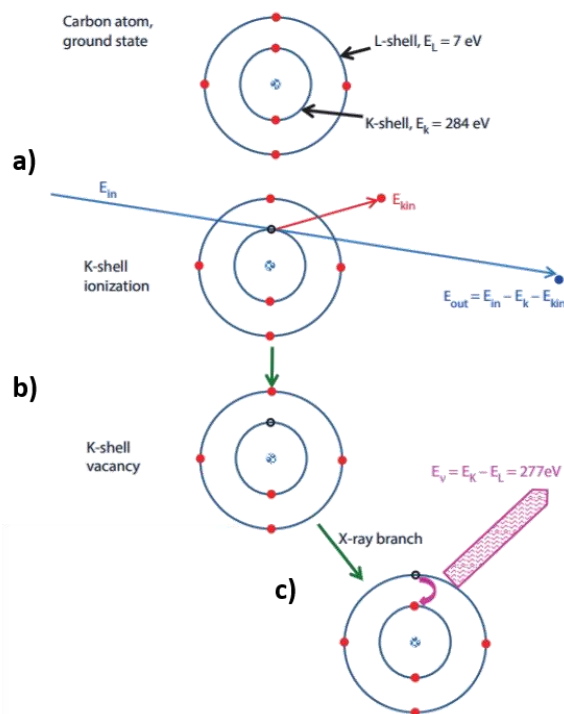 Carbon atom,
ground state
L-shell, E_L = 7 eV
K-shell, E_k = 284 eV
a)
E_in
E_kin
K-shell
ionization
E_out = E_in – E_k – E_kin
b)
K-shell
vacancy
E_ν = E_K – E_L = 277eV
X-ray branch
c)